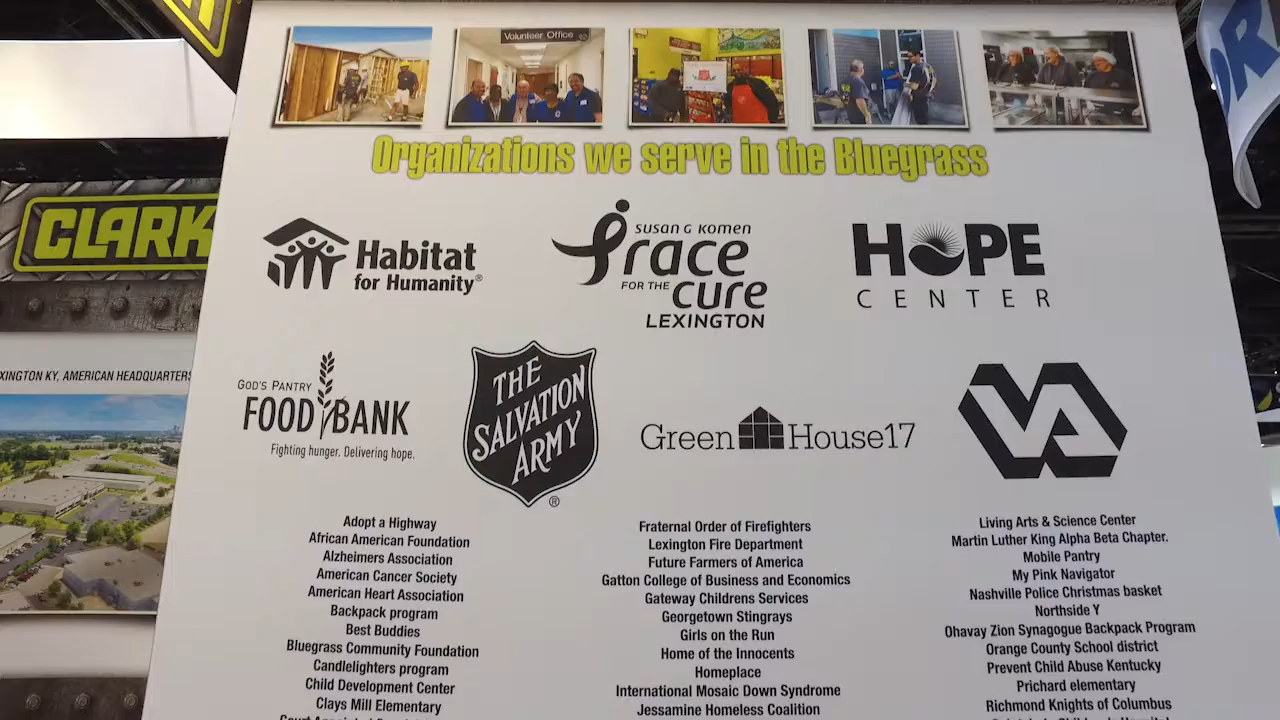 Volunteer Office
Organizations we serve in the Bluegrass
CLARK
XINGTON KY, AMERICAN HEADQUARTERS
Habitat
for Humanity®
SUSAN G KOMEN
race
FOR THE
cure
LEXINGTON
HOPE
CENTER
GOD'S PANTRY
FOOD BANK
Fighting hunger. Delivering hope.
THE
SALVATION
ARMY
®
GreenHouse17
VA
Adopt a Highway
African American Foundation
Alzheimers Association
American Cancer Society
American Heart Association
Backpack program
Best Buddies
Bluegrass Community Foundation
Candlelighters program
Child Development Center
Clays Mill Elementary
Fraternal Order of Firefighters
Lexington Fire Department
Future Farmers of America
Gatton College of Business and Economics
Gateway Childrens Services
Georgetown Stingrays
Girls on the Run
Home of the Innocents
Homeplace
International Mosaic Down Syndrome
Jessamine Homeless Coalition
Living Arts & Science Center
Martin Luther King Alpha Beta Chapter.
Mobile Pantry
My Pink Navigator
Nashville Police Christmas basket
Northside Y
Ohavay Zion Synagogue Backpack Program
Orange County School district
Prevent Child Abuse Kentucky
Prichard elementary
Richmond Knights of Columbus
OR